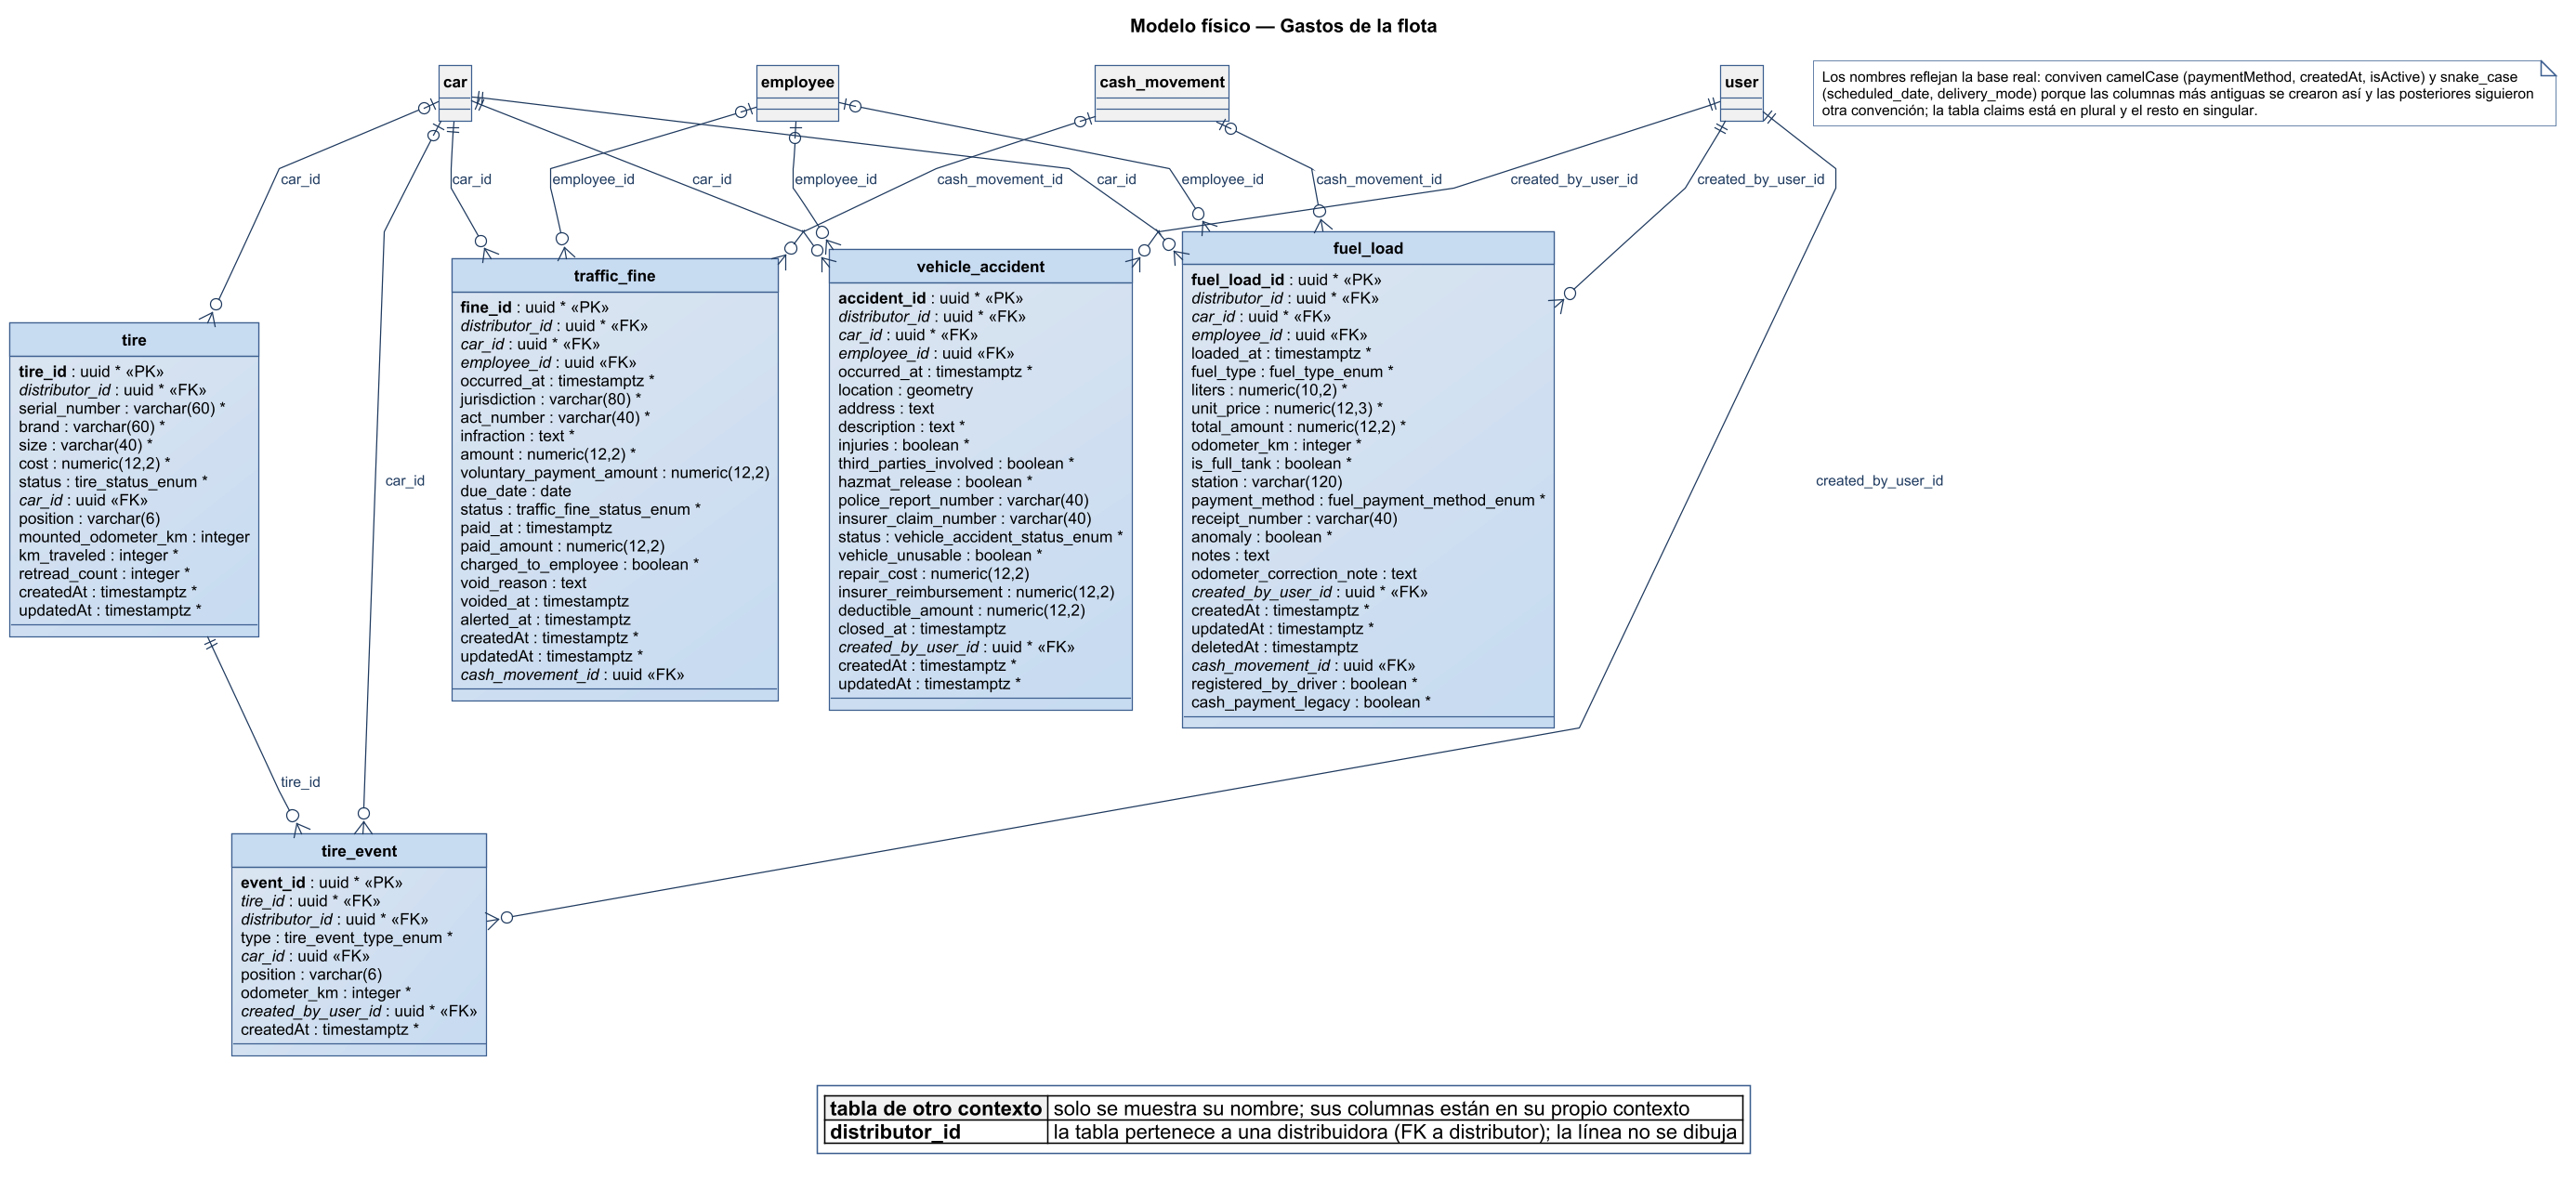 Modelo físico — Gastos de la flota
car
employee
cash_movement
user
Los nombres reflejan la base real: conviven camelCase (paymentMethod, createdAt, isActive) y snake_case
(scheduled_date, delivery_mode) porque las columnas más antiguas se crearon así y las posteriores siguieron
otra convención; la tabla claims está en plural y el resto en singular.
car_id
car_id
employee_id
car_id
employee_id
cash_movement_id
car_id
employee_id
cash_movement_id
created_by_user_id
created_by_user_id
tire
tire_id : uuid * «PK»
distributor_id : uuid * «FK»
serial_number : varchar(60) *
brand : varchar(60) *
size : varchar(40) *
cost : numeric(12,2) *
status : tire_status_enum *
car_id : uuid «FK»
position : varchar(6)
mounted_odometer_km : integer
km_traveled : integer *
retread_count : integer *
createdAt : timestamptz *
updatedAt : timestamptz *
car_id
traffic_fine
fine_id : uuid * «PK»
distributor_id : uuid * «FK»
car_id : uuid * «FK»
employee_id : uuid «FK»
occurred_at : timestamptz *
jurisdiction : varchar(80) *
act_number : varchar(40) *
infraction : text *
amount : numeric(12,2) *
voluntary_payment_amount : numeric(12,2)
due_date : date
status : traffic_fine_status_enum *
paid_at : timestamptz
paid_amount : numeric(12,2)
charged_to_employee : boolean *
void_reason : text
voided_at : timestamptz
alerted_at : timestamptz
createdAt : timestamptz *
updatedAt : timestamptz *
cash_movement_id : uuid «FK»
vehicle_accident
accident_id : uuid * «PK»
distributor_id : uuid * «FK»
car_id : uuid * «FK»
employee_id : uuid «FK»
occurred_at : timestamptz *
location : geometry
address : text
description : text *
injuries : boolean *
third_parties_involved : boolean *
hazmat_release : boolean *
police_report_number : varchar(40)
insurer_claim_number : varchar(40)
status : vehicle_accident_status_enum *
vehicle_unusable : boolean *
repair_cost : numeric(12,2)
insurer_reimbursement : numeric(12,2)
deductible_amount : numeric(12,2)
closed_at : timestamptz
created_by_user_id : uuid * «FK»
createdAt : timestamptz *
updatedAt : timestamptz *
fuel_load
fuel_load_id : uuid * «PK»
distributor_id : uuid * «FK»
car_id : uuid * «FK»
employee_id : uuid «FK»
loaded_at : timestamptz *
fuel_type : fuel_type_enum *
liters : numeric(10,2) *
unit_price : numeric(12,3) *
total_amount : numeric(12,2) *
odometer_km : integer *
is_full_tank : boolean *
station : varchar(120)
payment_method : fuel_payment_method_enum *
receipt_number : varchar(40)
anomaly : boolean *
notes : text
odometer_correction_note : text
created_by_user_id : uuid * «FK»
createdAt : timestamptz *
updatedAt : timestamptz *
deletedAt : timestamptz
cash_movement_id : uuid «FK»
registered_by_driver : boolean *
cash_payment_legacy : boolean *
created_by_user_id
tire_id
tire_event
event_id : uuid * «PK»
tire_id : uuid * «FK»
distributor_id : uuid * «FK»
type : tire_event_type_enum *
car_id : uuid «FK»
position : varchar(6)
odometer_km : integer *
created_by_user_id : uuid * «FK»
createdAt : timestamptz *
tabla de otro contexto solo se muestra su nombre; sus columnas están en su propio contexto
distributor_id la tabla pertenece a una distribuidora (FK a distributor); la línea no se dibuja